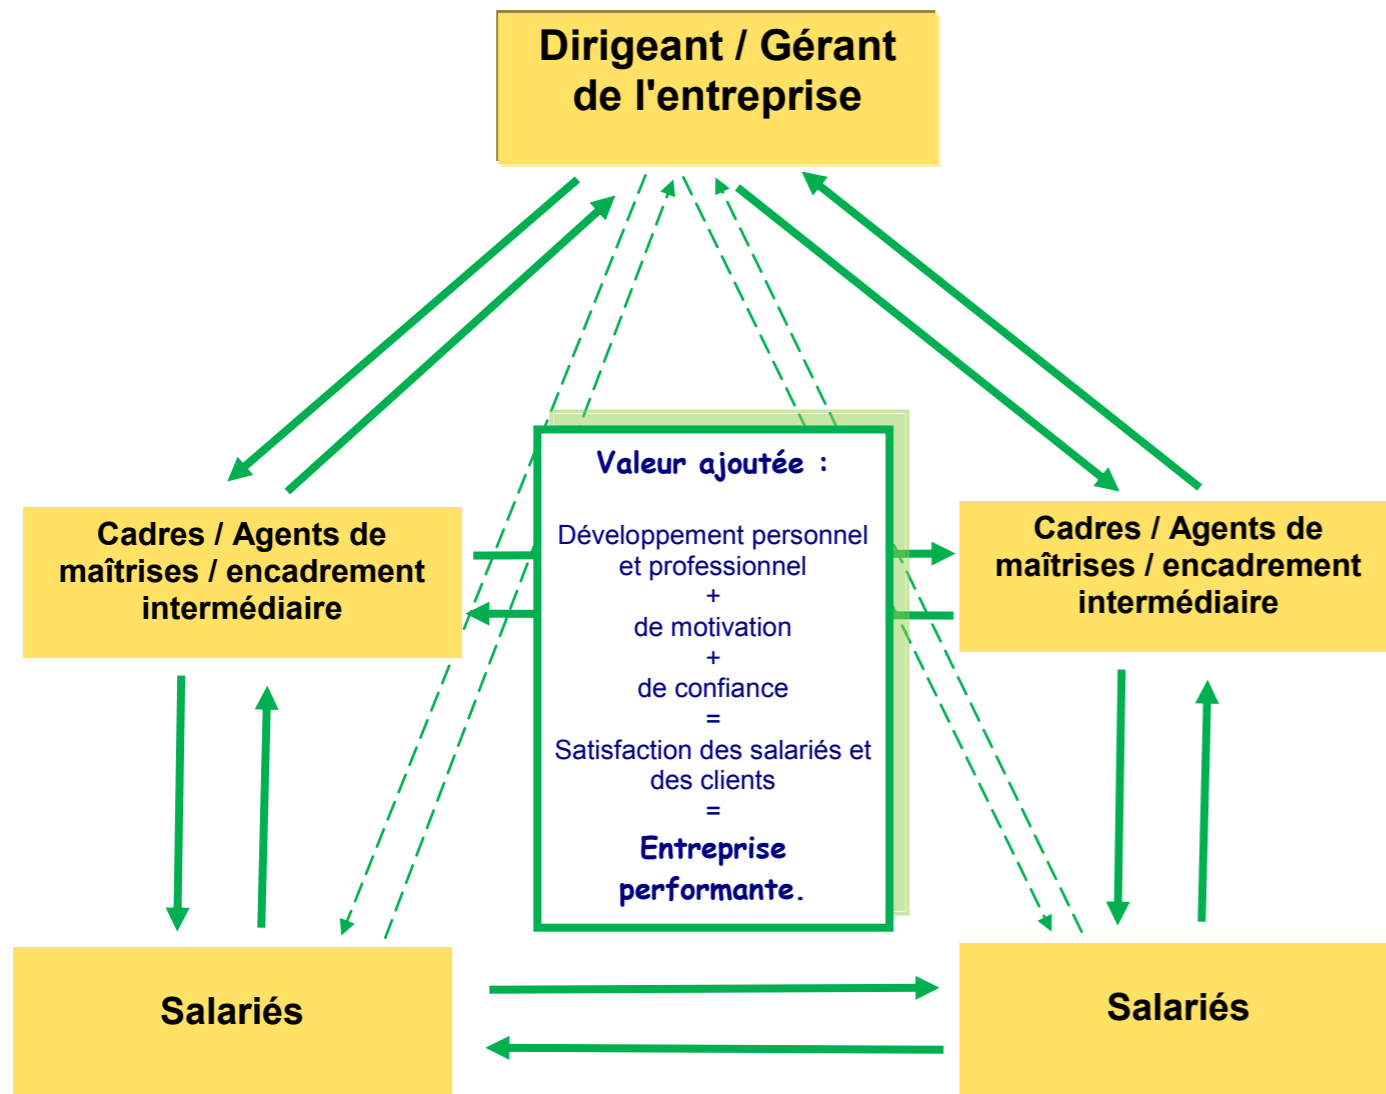 Dirigeant / Gérant
de l'entreprise
Cadres / Agents de
maîtrises / encadrement
intermédiaire
Valeur ajoutée :
Développement personnel
et professionnel
+
de motivation
+
de confiance
=
Satisfaction des salariés et
des clients
=
Entreprise
performante.
Cadres / Agents de
maîtrises / encadrement
intermédiaire
Salariés
Salariés